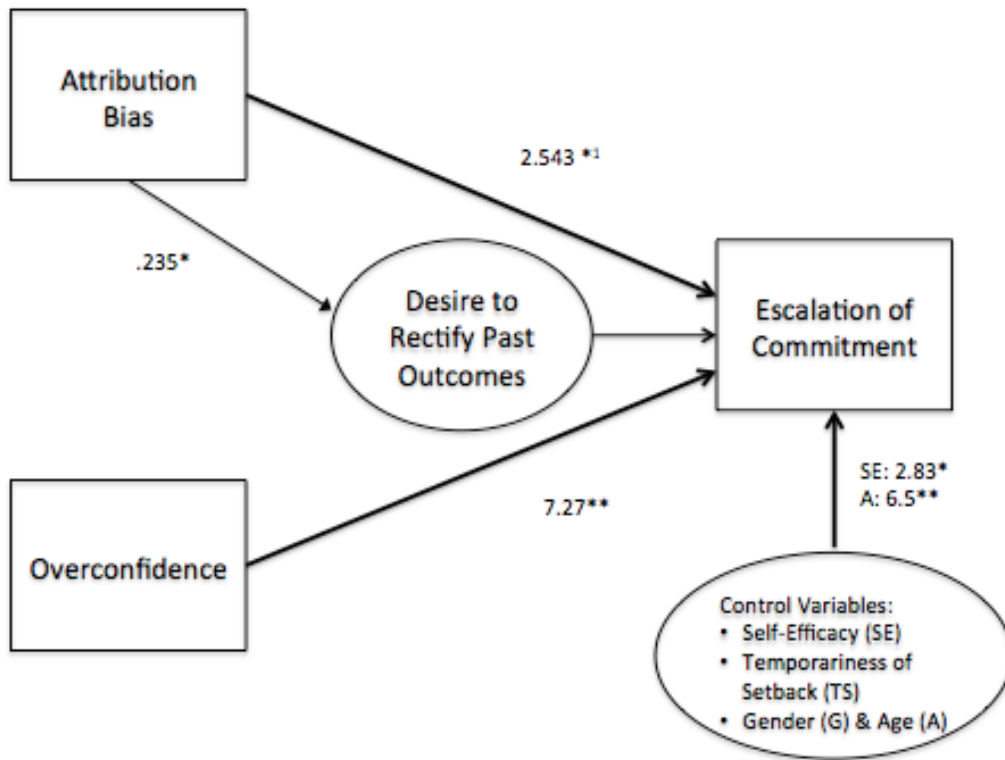 Attribution
Bias
2.543 *¹
.235*
Desire to
Rectify Past
Outcomes
Escalation of
Commitment
SE: 2.83*
A: 6.5**
7.27**
Overconfidence
Control Variables:
• Self-Efficacy (SE)
• Temporariness of
Setback (TS)
• Gender (G) & Age (A)